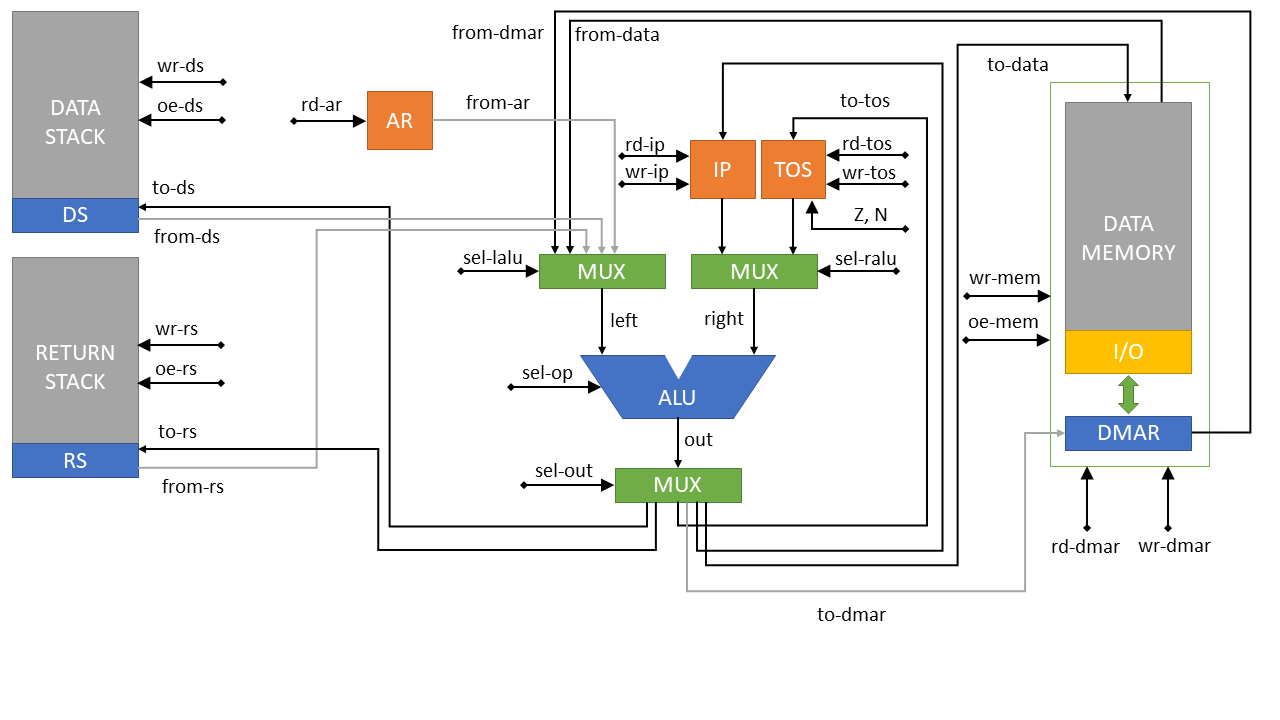 from-dmar
from-data
to-data
DATA
STACK
wr-ds
oe-ds
rd-ar
AR
from-ar
to-tos
rd-ip
wr-ip
IP
TOS
rd-tos
wr-tos
Z, N
to-ds
DS
from-ds
sel-lalu
MUX
MUX
sel-ralu
DATA
MEMORY
wr-mem
oe-mem
I/O
RETURN
STACK
wr-rs
oe-rs
left
right
sel-op
ALU
to-rs
RS
from-rs
out
sel-out
MUX
DMAR
rd-dmar
wr-dmar
to-dmar